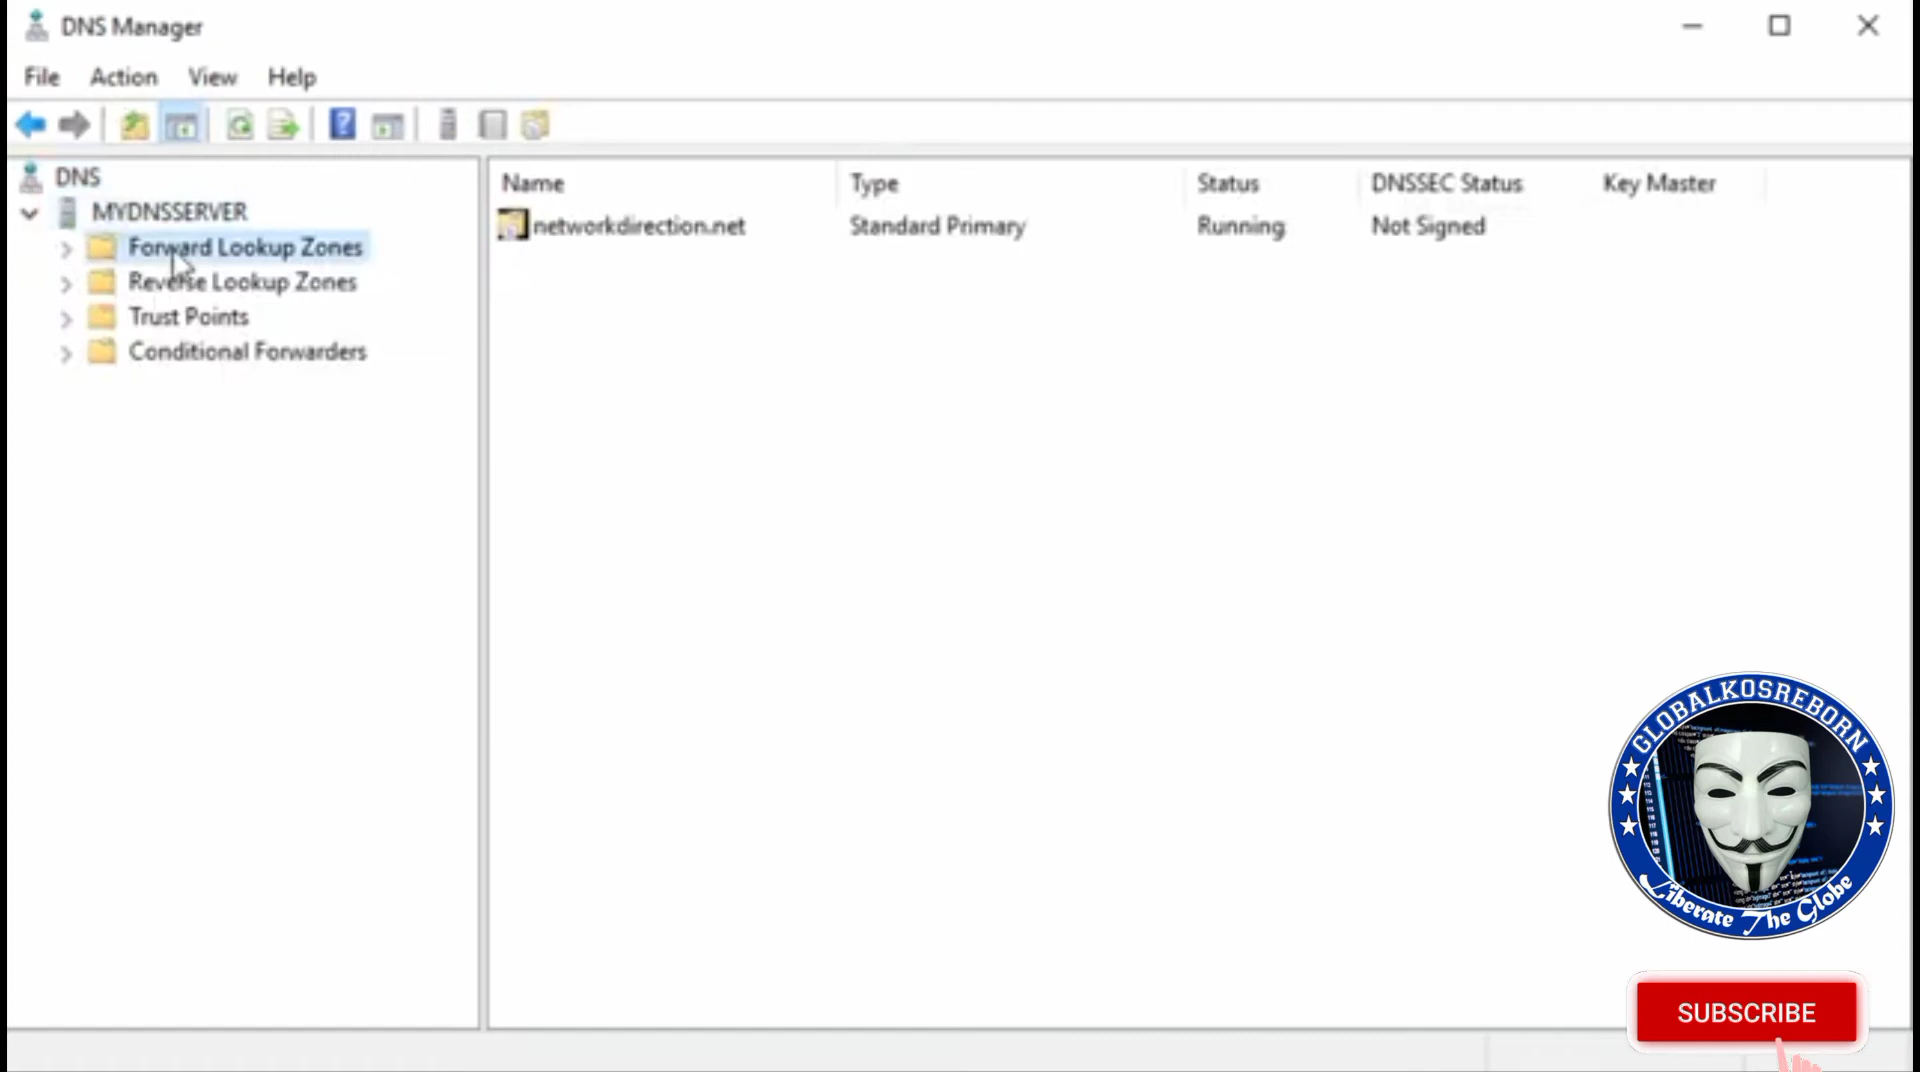 DNS Manager
File Action View Help
DNS
MYDNSSERVER
Forward Lookup Zones
Reverse Lookup Zones
Trust Points
Conditional Forwarders
Name Type Status DNSSEC Status Key Master
networkdirection.net Standard Primary Running Not Signed
GLOBALKOSREBORN
Liberate The Globe
SUBSCRIBE